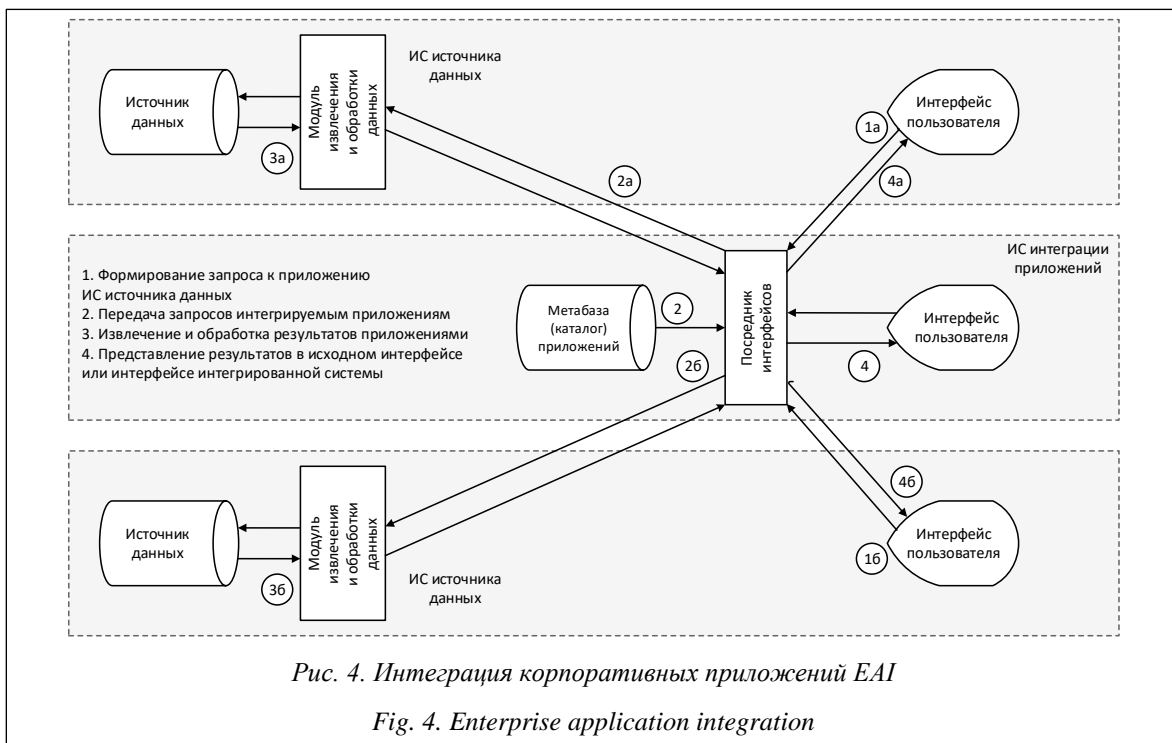 ИС источника
данных
Источник
данных
Модуль
извлечения
и обработки
данных
3а
2а
1а
4а
Интерфейс
пользователя
ИС интеграции
приложений
1. Формирование запроса к приложению
ИС источника данных
2. Передача запросов интегрируемым приложениям
3. Извлечение и обработка результатов приложениями
4. Представление результатов в исходном интерфейсе
или интерфейсе интегрированной системы
Метабаза
(каталог)
приложений
2
2б
Посредник
интерфейсов
4
Интерфейс
пользователя
Источник
данных
Модуль
извлечения
и обработки
данных
3б
ИС источника
данных
4б
1б
Интерфейс
пользователя
Рис. 4. Интеграция корпоративных приложений EAI
Fig. 4. Enterprise application integration